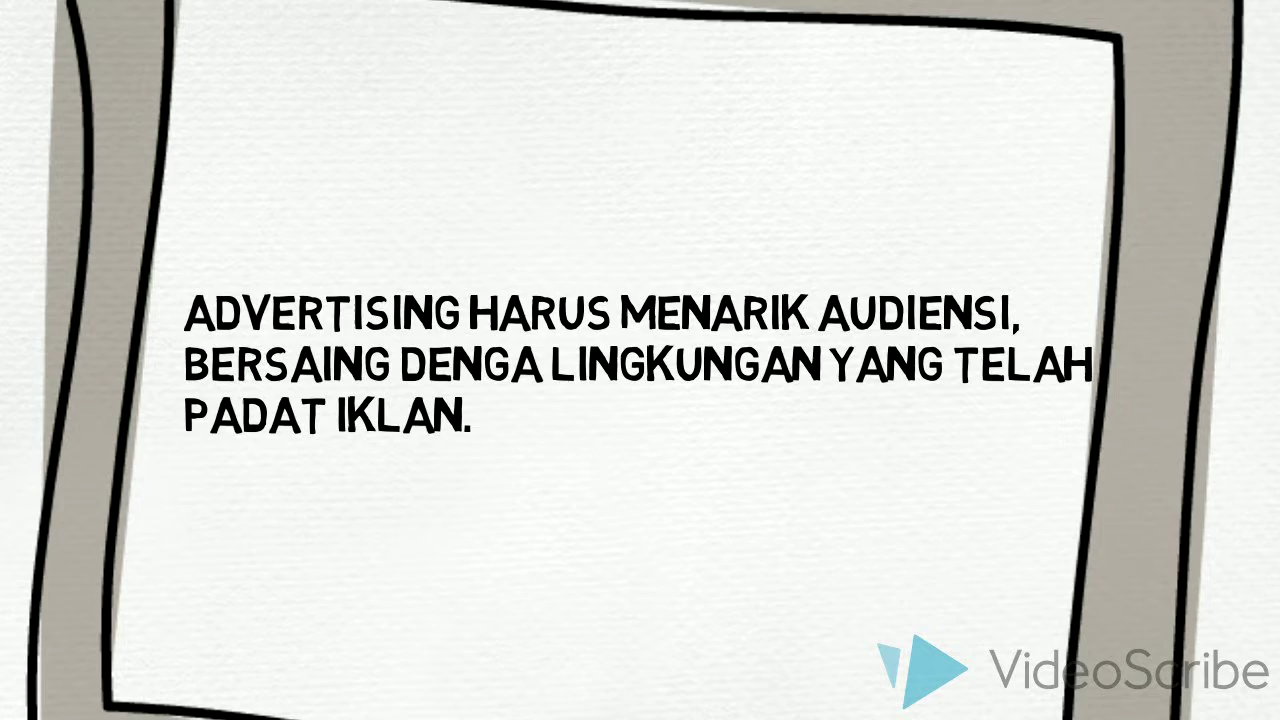 ADVERTISING HARUS MENARIK AUDIENSI,
BERSAING DENGA LINGKUNGAN YANG TELAH
PADAT IKLAN.
VideoScribe